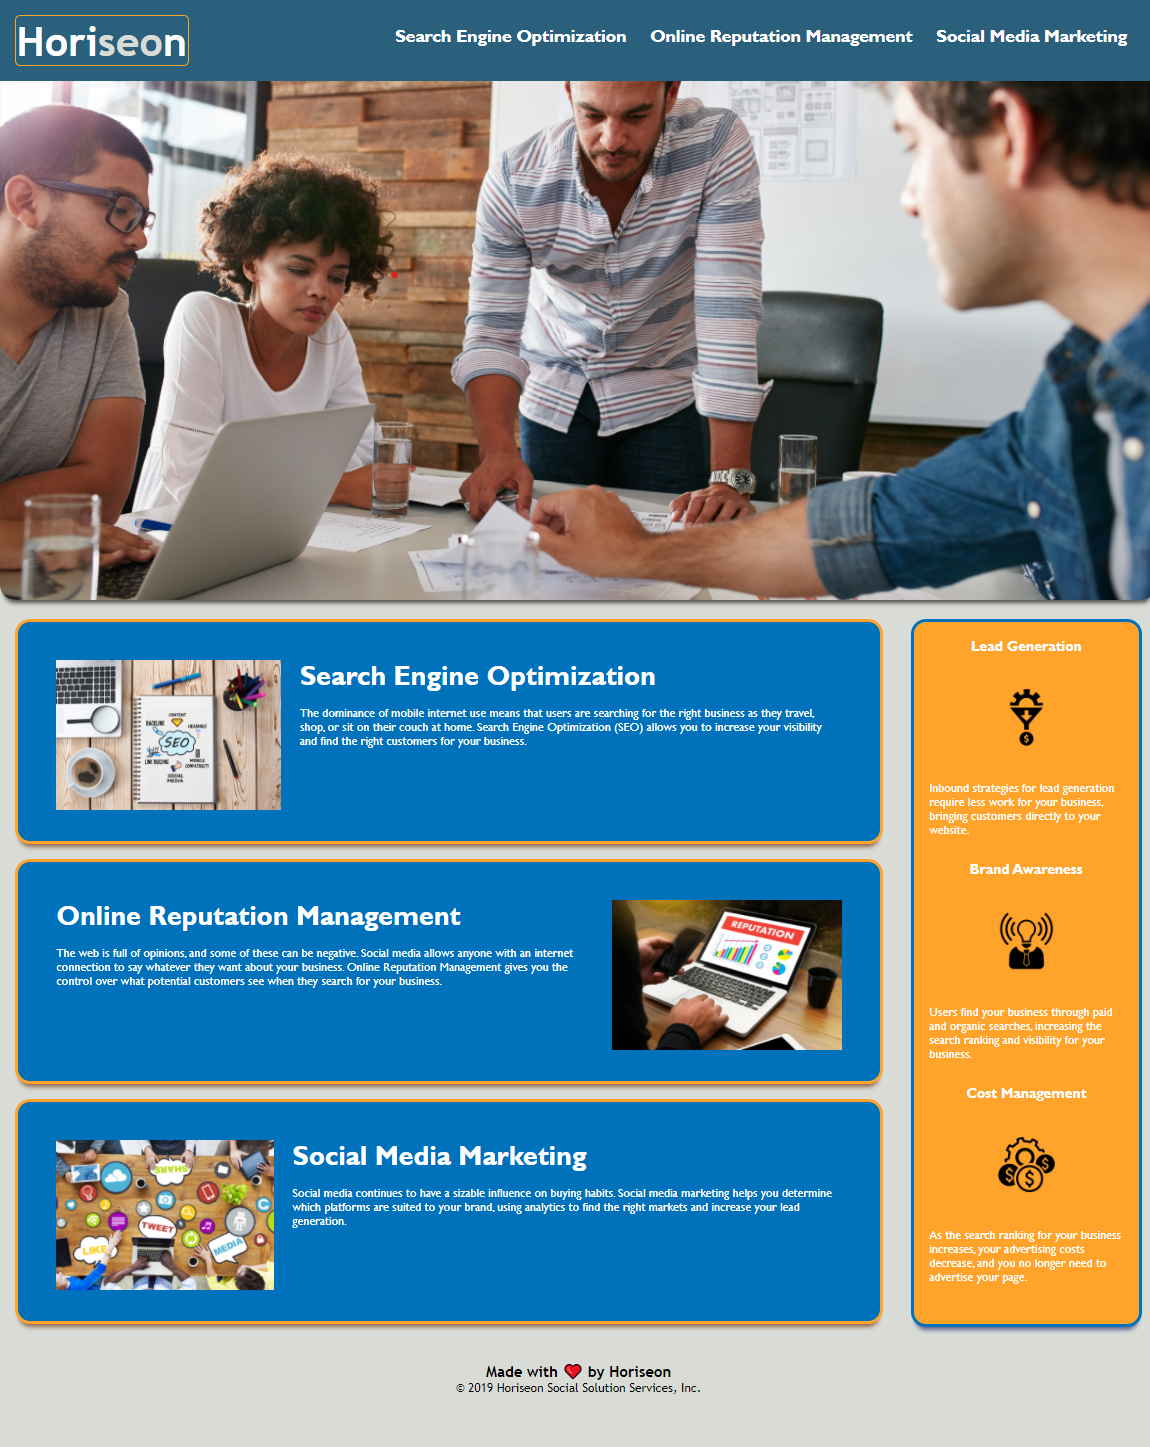 Horiseon
Search Engine Optimization
Online Reputation Management
Social Media Marketing
Search Engine Optimization
The dominance of mobile internet use means that users are searching for the right business as they travel,
shop, or sit on their couch at home. Search Engine Optimization (SEO) allows you to increase your visibility
and find the right customers for your business.
CONTENT
BACKLINK
HEADINGS
SEO
LINK BUILDING
MOBILE
COMPATIBILITY
SOCIAL
MEDIA
Online Reputation Management
The web is full of opinions, and some of these can be negative. Social media allows anyone with an internet
connection to say whatever they want about your business. Online Reputation Management gives you the
control over what potential customers see when they search for your business.
REPUTATION
Social Media Marketing
Social media continues to have a sizable influence on buying habits. Social media marketing helps you determine
which platforms are suited to your brand, using analytics to find the right markets and increase your lead
generation.
SHARE
TWEET
LIKE
MEDIA
Lead Generation
Inbound strategies for lead generation
require less work for your business,
bringing customers directly to your
website.
Brand Awareness
Users find your business through paid
and organic searches, increasing the
search ranking and visibility for your
business.
Cost Management
As the search ranking for your business
increases, your advertising costs
decrease, and you no longer need to
advertise your page.
Made with ❤ by Horiseon
© 2019 Horiseon Social Solution Services, Inc.